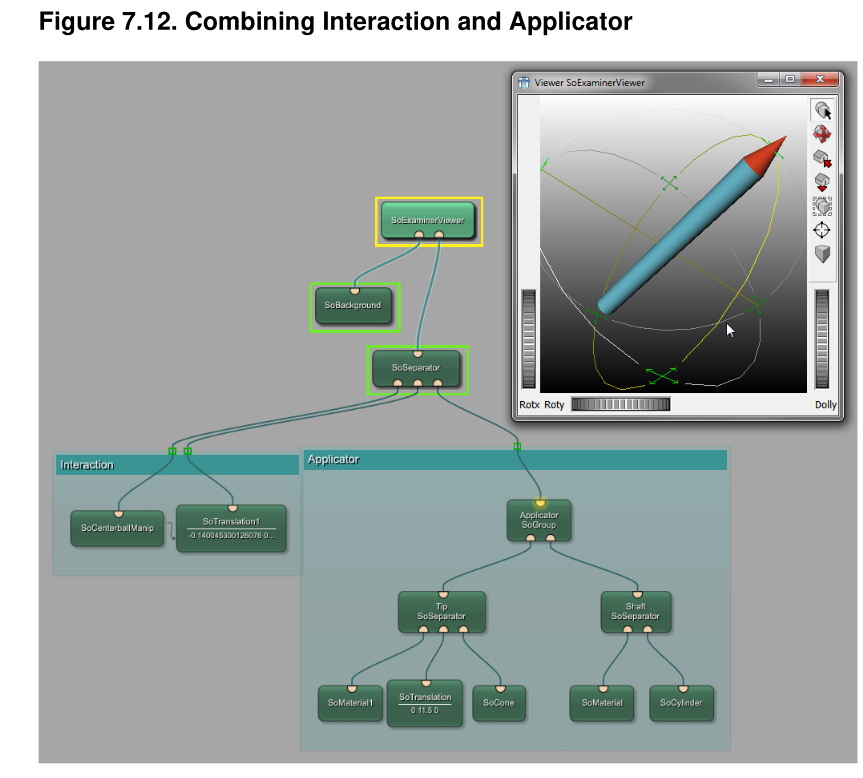 Figure 7.12. Combining Interaction and Applicator
Viewer SoExaminerViewer
SoExaminerViewer
SoBackground
SoSeparator
Rotx Roty
Dolly
Interaction
Applicator
SoCenterballManip
SoTranslation1
-0.140045300126076 0...
Applicator
SoGroup
Tip
SoSeparator
Shaft
SoSeparator
SoMaterial1
SoTranslation
0 11.5 0
SoCone
SoMaterial
SoCylinder